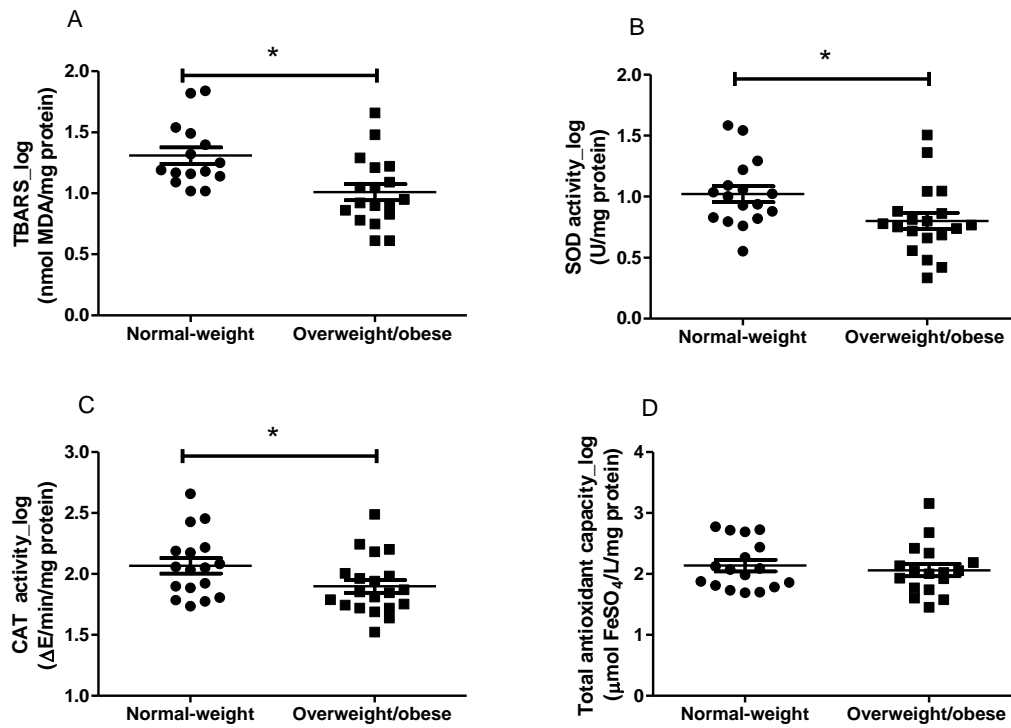 A
*
TBARS_log
(nmol MDA/mg protein)
2.0
1.5
1.0
0.5
0.0
Normal-weight
Overweight/obese
B
*
SOD activity_log
(U/mg protein)
2.0
1.5
1.0
0.5
0.0
Normal-weight
Overweight/obese
C
*
CAT activity_log
(ΔE/min/mg protein)
3.0
2.5
2.0
1.5
1.0
Normal-weight
Overweight/obese
D
Total antioxidant capacity_log
(μmol FeSO₄/L/mg protein)
4
3
2
1
0
Normal-weight
Overweight/obese